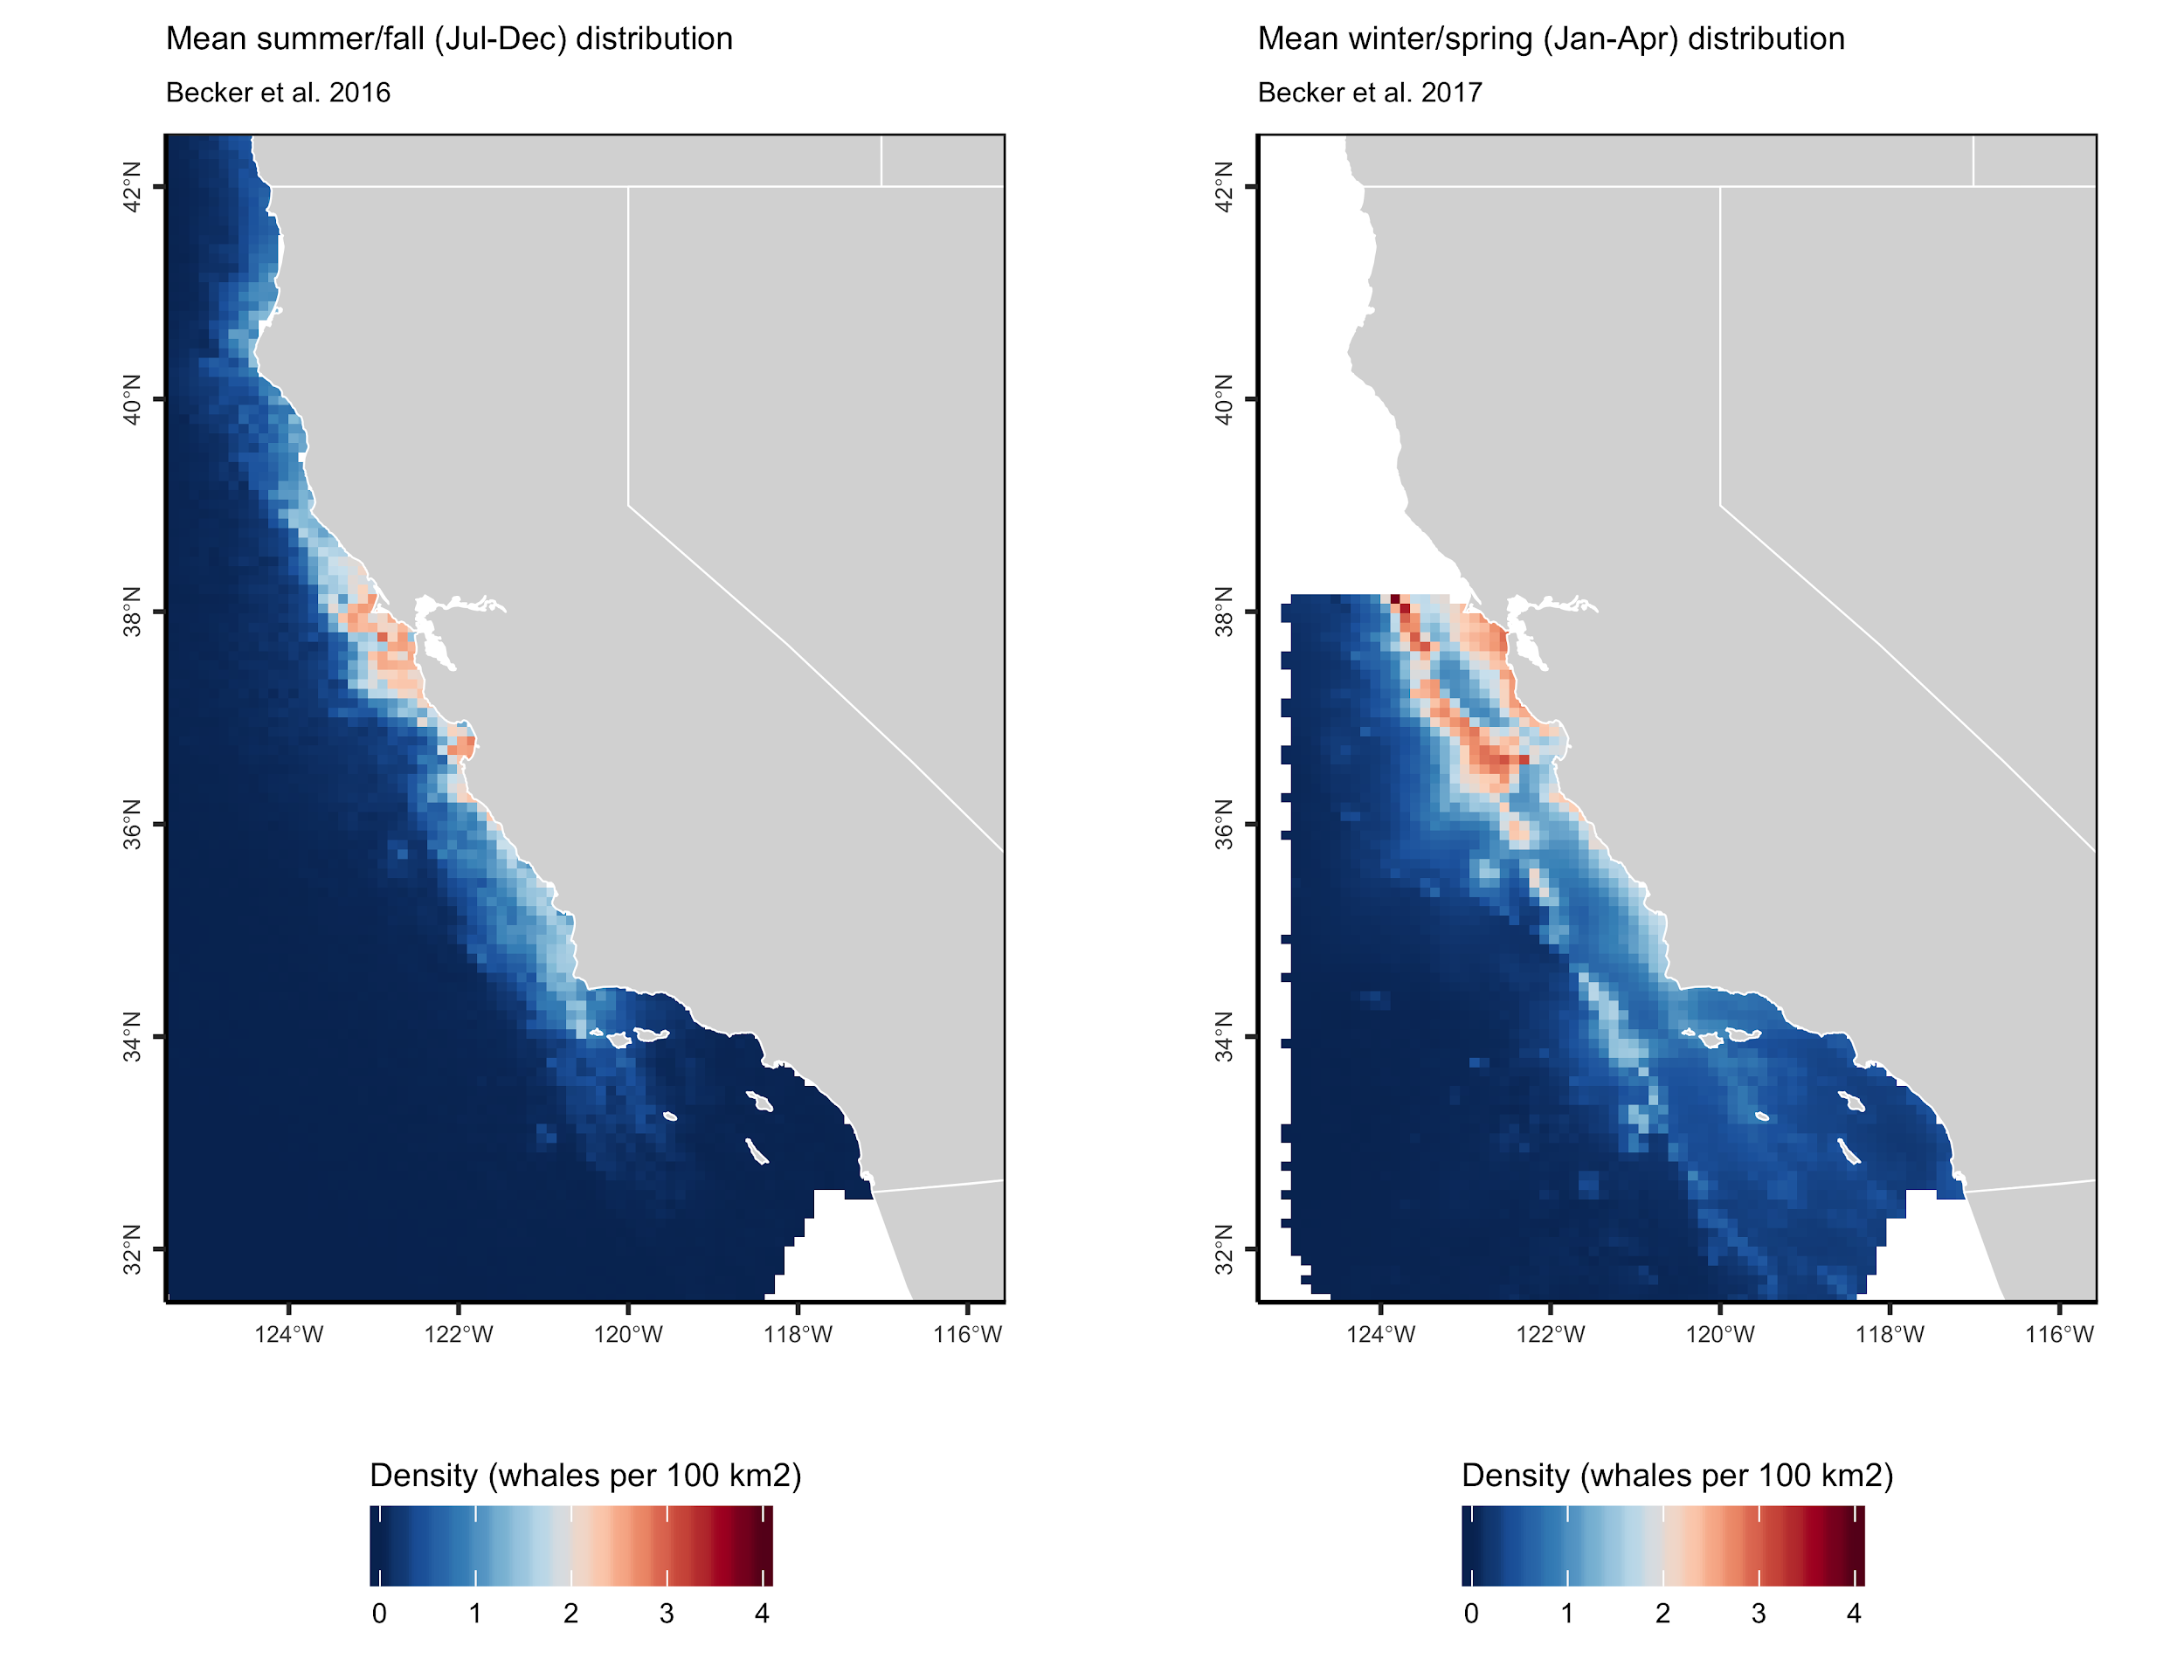 Mean summer/fall (Jul-Dec) distribution
Becker et al. 2016
42°N
40°N
38°N
36°N
34°N
32°N
124°W 122°W 120°W 118°W 116°W
Density (whales per 100 km2)
0 1 2 3 4
Mean winter/spring (Jan-Apr) distribution
Becker et al. 2017
42°N
40°N
38°N
36°N
34°N
32°N
124°W 122°W 120°W 118°W 116°W
Density (whales per 100 km2)
0 1 2 3 4